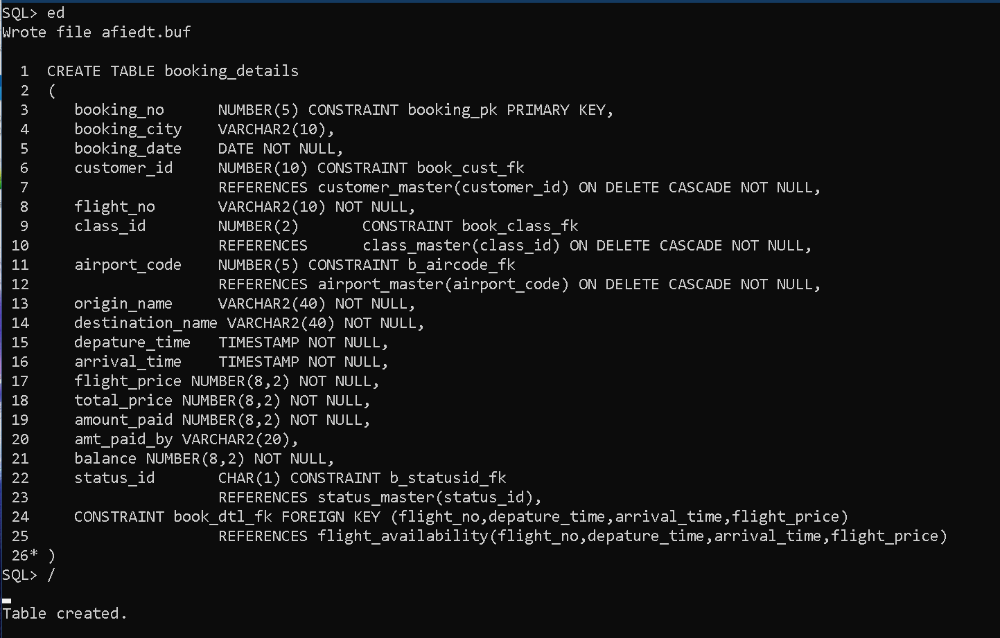 SQL> ed
Wrote file afiedt.buf
1 CREATE TABLE booking_details
2 (
3 booking_no NUMBER(5) CONSTRAINT booking_pk PRIMARY KEY,
4 booking_city VARCHAR2(10),
5 booking_date DATE NOT NULL,
6 customer_id NUMBER(10) CONSTRAINT book_cust_fk
7 REFERENCES customer_master(customer_id) ON DELETE CASCADE NOT NULL,
8 flight_no VARCHAR2(10) NOT NULL,
9 class_id NUMBER(2) CONSTRAINT book_class_fk
10 REFERENCES class_master(class_id) ON DELETE CASCADE NOT NULL,
11 airport_code NUMBER(5) CONSTRAINT b_aircode_fk
12 REFERENCES airport_master(airport_code) ON DELETE CASCADE NOT NULL,
13 origin_name VARCHAR2(40) NOT NULL,
14 destination_name VARCHAR2(40) NOT NULL,
15 depature_time TIMESTAMP NOT NULL,
16 arrival_time TIMESTAMP NOT NULL,
17 flight_price NUMBER(8,2) NOT NULL,
18 total_price NUMBER(8,2) NOT NULL,
19 amount_paid NUMBER(8,2) NOT NULL,
20 amt_paid_by VARCHAR2(20),
21 balance NUMBER(8,2) NOT NULL,
22 status_id CHAR(1) CONSTRAINT b_statusid_fk
23 REFERENCES status_master(status_id),
24 CONSTRAINT book_dtl_fk FOREIGN KEY (flight_no,depature_time,arrival_time,flight_price)
25 REFERENCES flight_availability(flight_no,depature_time,arrival_time,flight_price)
26* )
SQL> /
Table created.